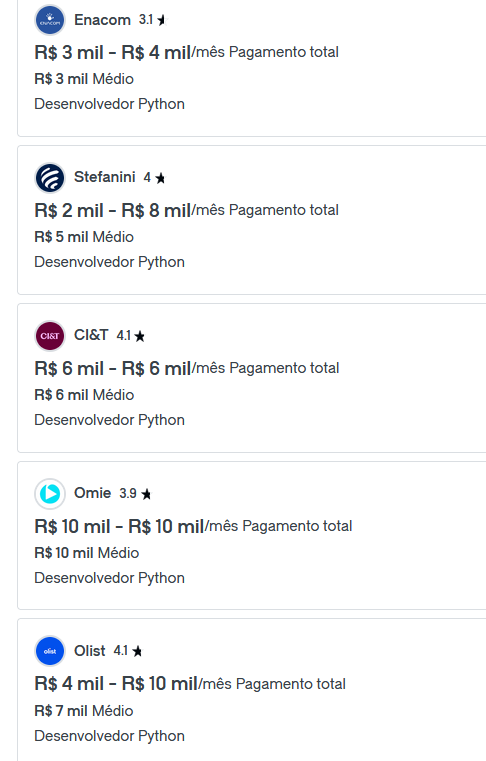 ENACOM
Enacom 3.1 ★
R$ 3 mil - R$ 4 mil/mês Pagamento total
R$ 3 mil Médio
Desenvolvedor Python
Stefanini 4 ★
R$ 2 mil - R$ 8 mil/mês Pagamento total
R$ 5 mil Médio
Desenvolvedor Python
CI&T
CI&T 4.1 ★
R$ 6 mil - R$ 6 mil/mês Pagamento total
R$ 6 mil Médio
Desenvolvedor Python
Omie 3.9 ★
R$ 10 mil - R$ 10 mil/mês Pagamento total
R$ 10 mil Médio
Desenvolvedor Python
olist
Olist 4.1 ★
R$ 4 mil - R$ 10 mil/mês Pagamento total
R$ 7 mil Médio
Desenvolvedor Python